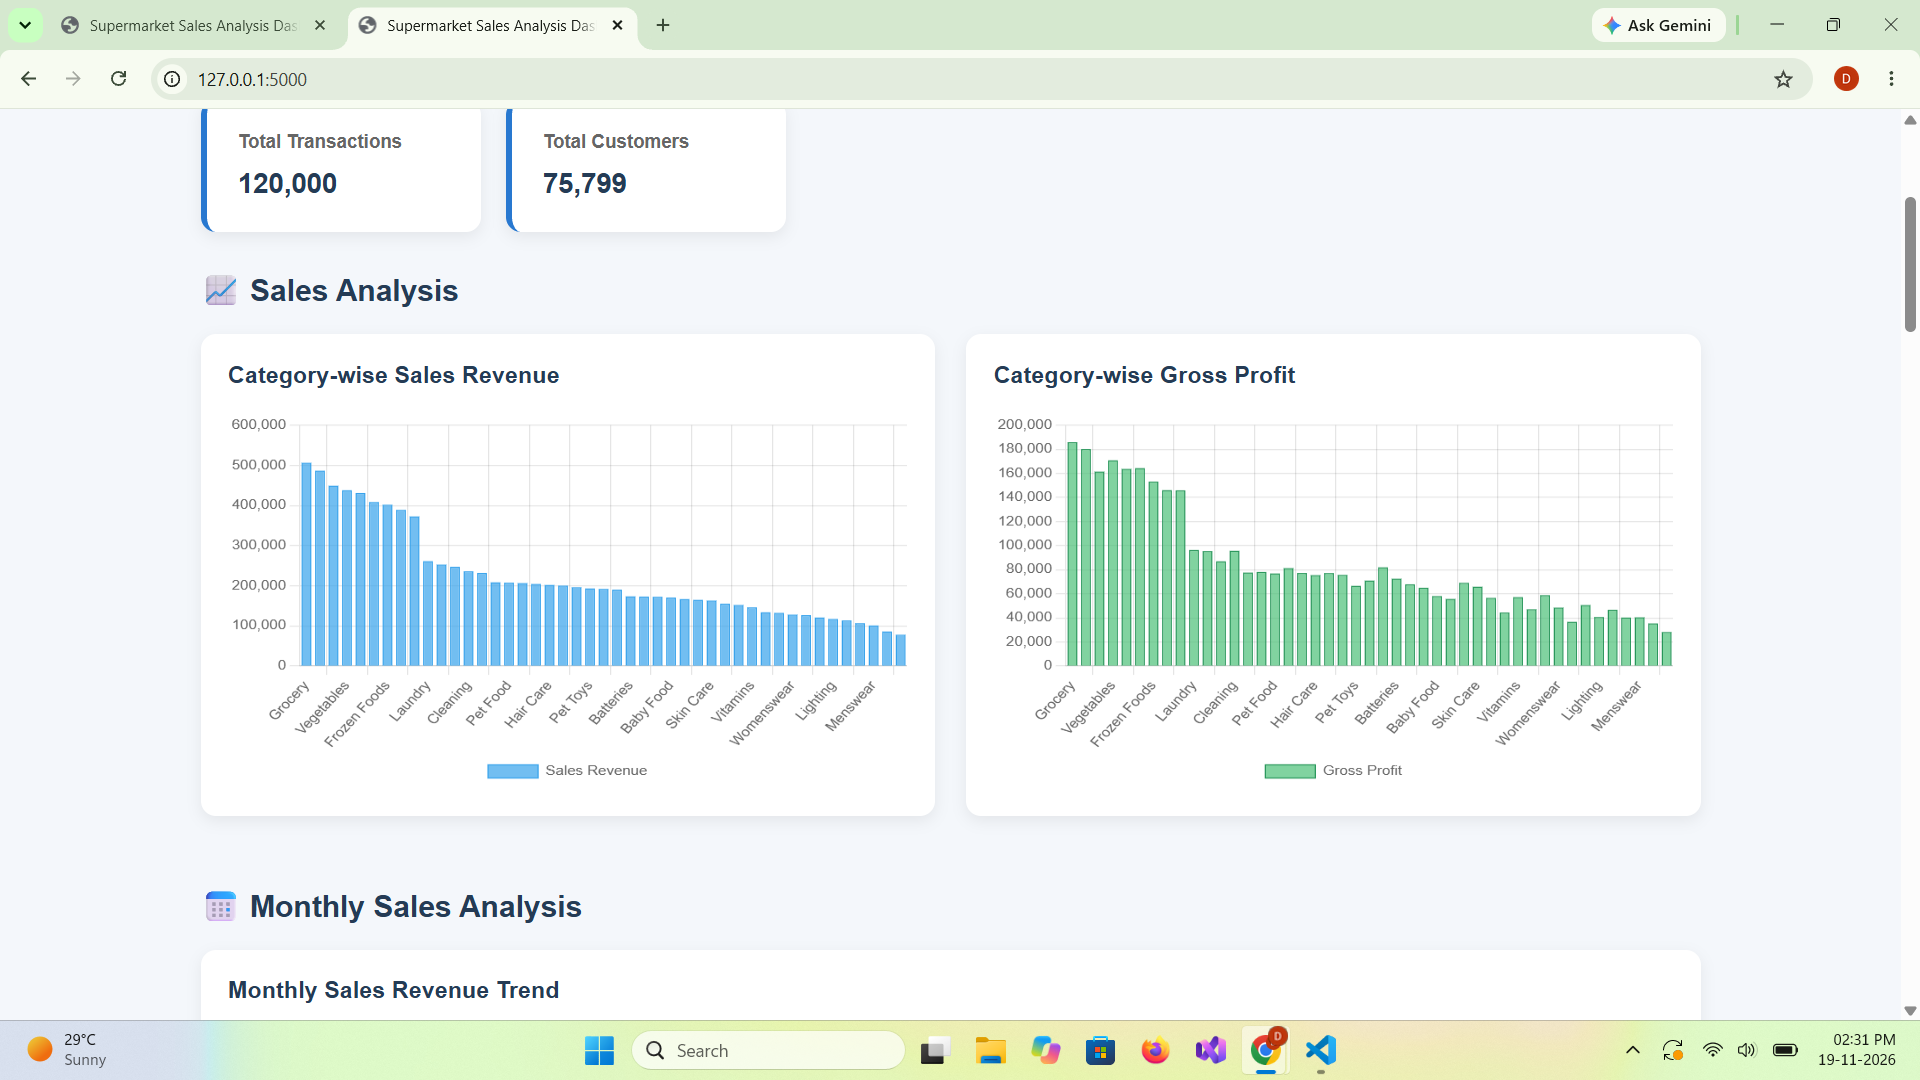 Supermarket Sales Analysis Das
Supermarket Sales Analysis Das
Ask Gemini
127.0.0.1:5000
D
Total Transactions
120,000
Total Customers
75,799
Sales Analysis
Category-wise Sales Revenue
600,000
500,000
400,000
300,000
200,000
100,000
0
Grocery
Vegetables
Frozen Foods
Laundry
Cleaning
Pet Food
Hair Care
Pet Toys
Batteries
Baby Food
Skin Care
Vitamins
Womenswear
Lighting
Menswear
Sales Revenue
Category-wise Gross Profit
200,000
180,000
160,000
140,000
120,000
100,000
80,000
60,000
40,000
20,000
0
Grocery
Vegetables
Frozen Foods
Laundry
Cleaning
Pet Food
Hair Care
Pet Toys
Batteries
Baby Food
Skin Care
Vitamins
Womenswear
Lighting
Menswear
Gross Profit
Monthly Sales Analysis
Monthly Sales Revenue Trend
29°C
Sunny
Search
D
02:31 PM
19-11-2026